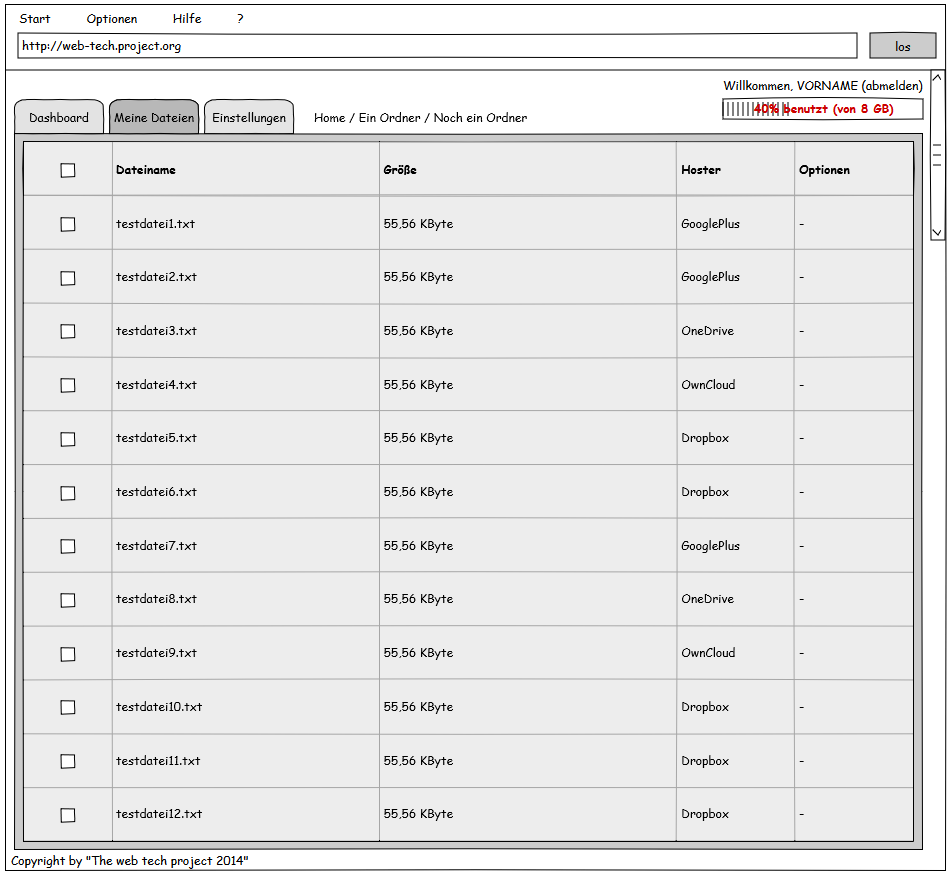 Start Optionen Hilfe ?
http://web-tech.project.org los
Willkommen, VORNAME (abmelden)
40% benutzt (von 8 GB)
Dashboard Meine Dateien Einstellungen Home / Ein Ordner / Noch ein Ordner
Dateiname Größe Hoster Optionen
testdatei1.txt 55,56 KByte GooglePlus -
testdatei2.txt 55,56 KByte GooglePlus -
testdatei3.txt 55,56 KByte OneDrive -
testdatei4.txt 55,56 KByte OwnCloud -
testdatei5.txt 55,56 KByte Dropbox -
testdatei6.txt 55,56 KByte Dropbox -
testdatei7.txt 55,56 KByte GooglePlus -
testdatei8.txt 55,56 KByte OneDrive -
testdatei9.txt 55,56 KByte OwnCloud -
testdatei10.txt 55,56 KByte Dropbox -
testdatei11.txt 55,56 KByte Dropbox -
testdatei12.txt 55,56 KByte Dropbox -
Copyright by "The web tech project 2014"